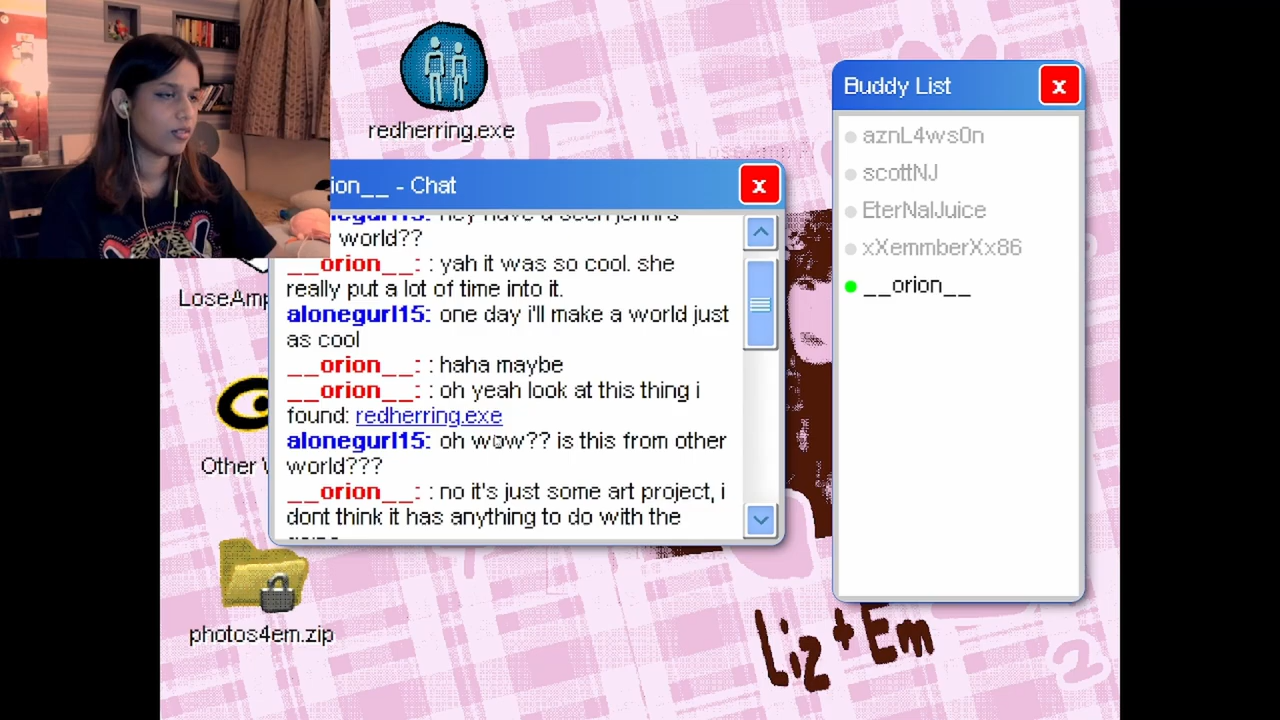 redherring.exe
Buddy List
x
aznL4ws0n
scottNJ
EterNalJuice
xXemmberXx86
__orion__
ion__ - Chat
x
world??
__orion__: : yah it was so cool. she
really put a lot of time into it.
alonegurl15: one day i'll make a world just
as cool
__orion__: : haha maybe
__orion__: : oh yeah look at this thing i
found: redherring.exe
alonegurl15: oh wow?? is this from other
world???
__orion__: : no it's just some art project, i
dont think it has anything to do with the
LoseAmp
Other
photos4em.zip
Liz + Em
2